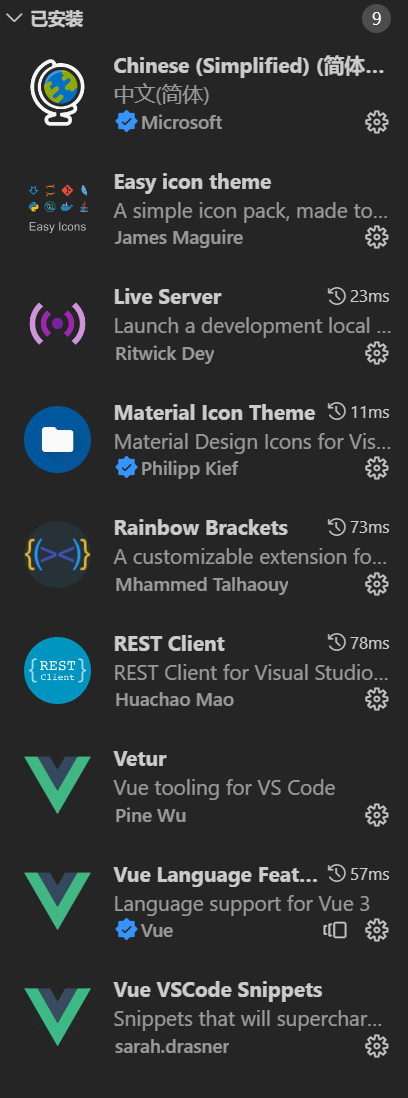 已安装
9
Chinese (Simplified) (简体...
中文(简体)
Microsoft
Easy icon theme
A simple icon pack, made to...
Easy Icons
James Maguire
Live Server 23ms
Launch a development local ...
Ritwick Dey
Material Icon Theme 11ms
Material Design Icons for Vis...
Philipp Kief
Rainbow Brackets 73ms
{(><)}
A customizable extension fo...
Mhammed Talhaouy
REST Client 78ms
{REST}
Client
REST Client for Visual Studio...
Huachao Mao
Vetur
Vue tooling for VS Code
Pine Wu
Vue Language Feat... 57ms
Language support for Vue 3
Vue
Vue VSCode Snippets
Snippets that will superchar...
sarah.drasner